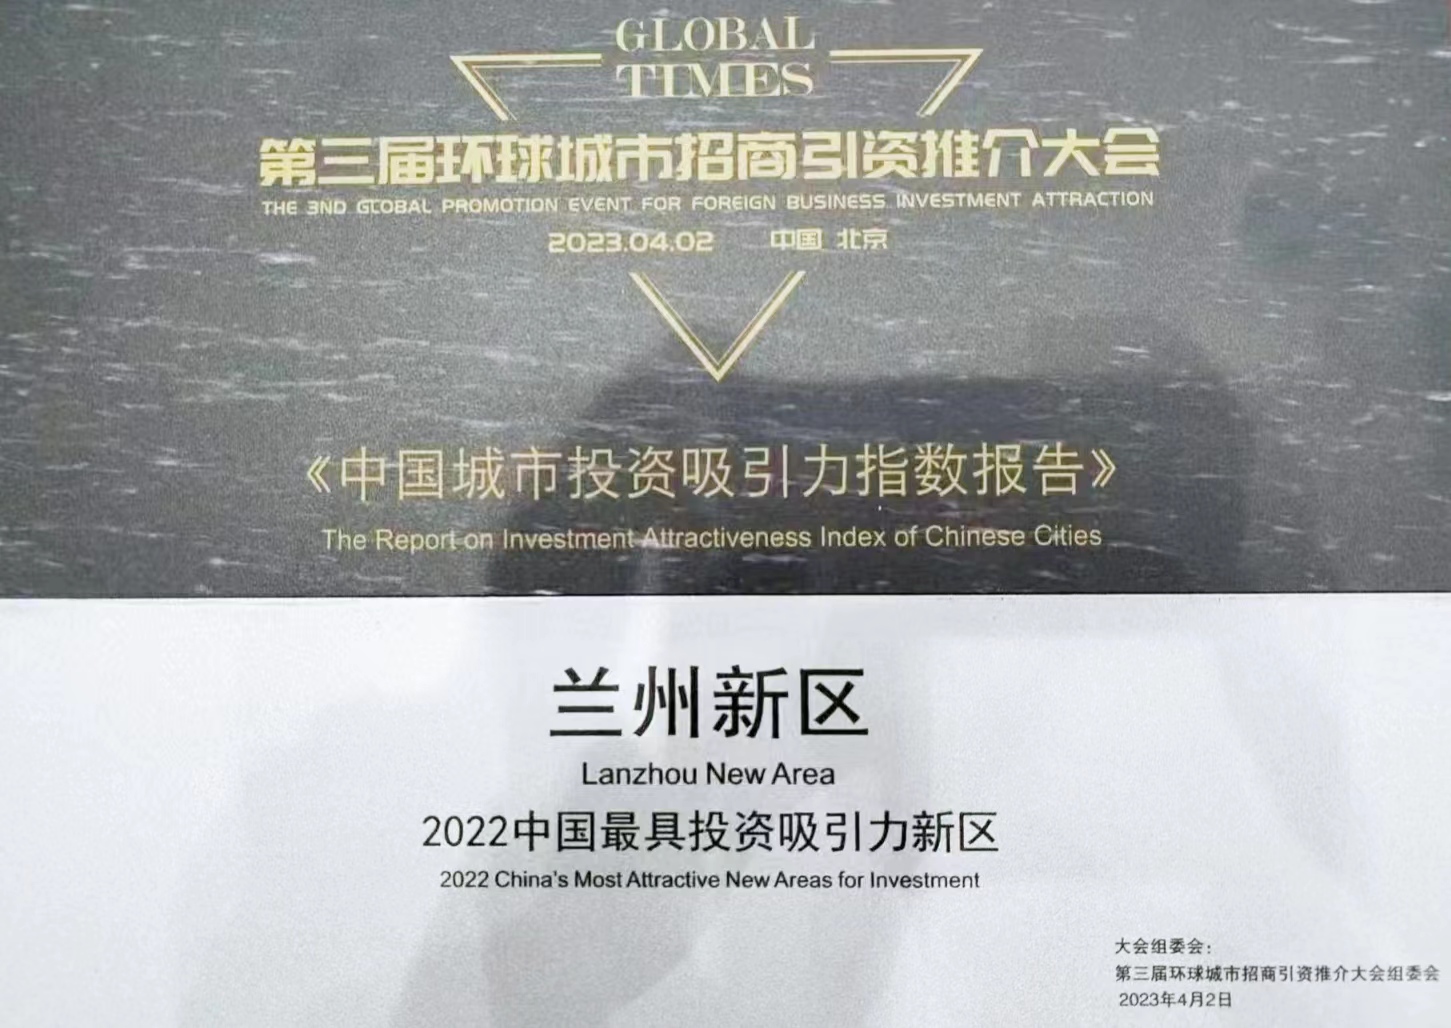 GLOBAL
TIMES
第三届环球城市招商引资推介大会
THE 3ND GLOBAL PROMOTION EVENT FOR FOREIGN BUSINESS INVESTMENT ATTRACTION
2023.04.02 中国 北京
《中国城市投资吸引力指数报告》
The Report on Investment Attractiveness Index of Chinese Cities
兰州新区
Lanzhou New Area
2022中国最具投资吸引力新区
2022 China's Most Attractive New Areas for Investment
大会组委会:
第三届环球城市招商引资推介大会组委会
2023年4月2日